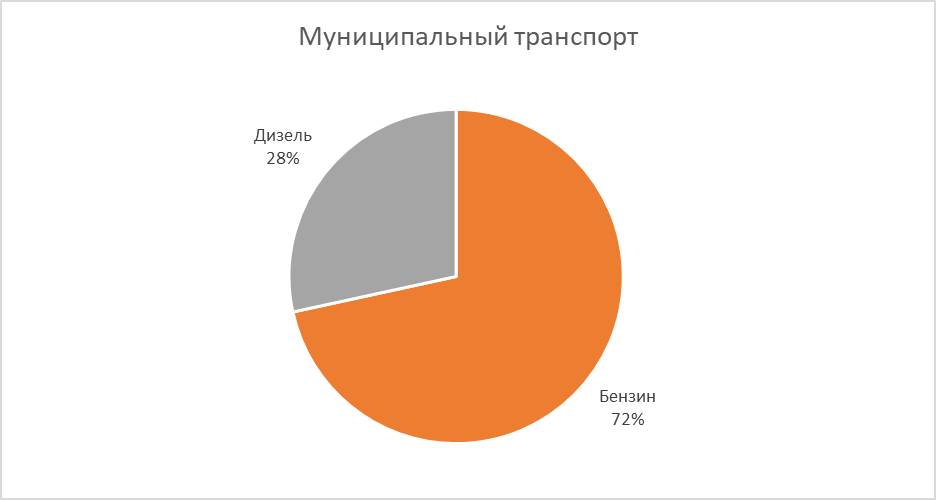 Муниципальный транспорт
Дизель
28%
Бензин
72%